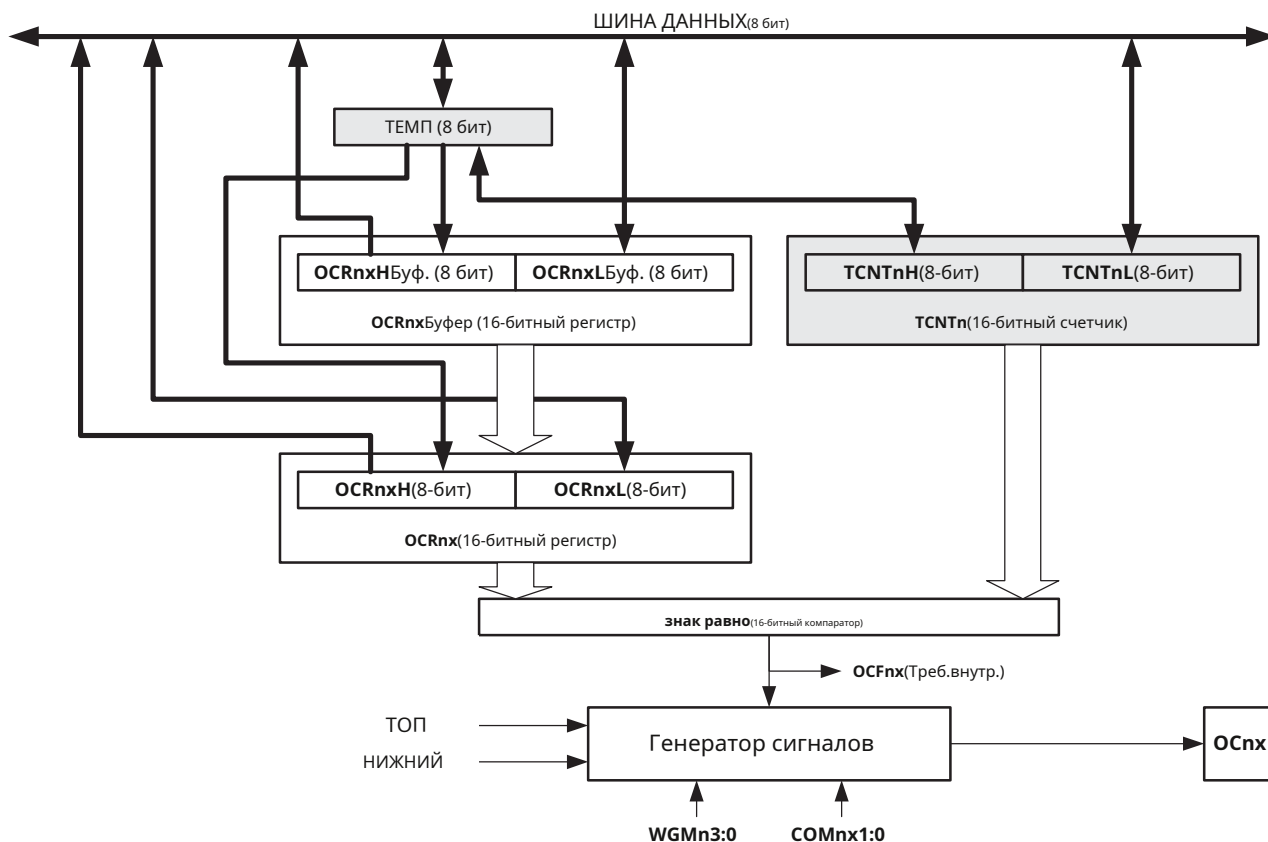 ШИНА ДАННЫХ(8 бит)
ТЕМП (8 бит)
OCRnxHБуф. (8 бит) OCRnxLБуф. (8 бит)
TCNTnH(8-бит) TCNTnL(8-бит)
OCRnxБуфер (16-битный регистр)
TCNTn(16-битный счетчик)
OCRnxH(8-бит) OCRnxL(8-бит)
OCRnx(16-битный регистр)
знак равно(16-битный компаратор)
OCFnx(Треб.внутр.)
ТОП
НИЖНИЙ
Генератор сигналов
OCnx
WGMn3:0 COMnx1:0